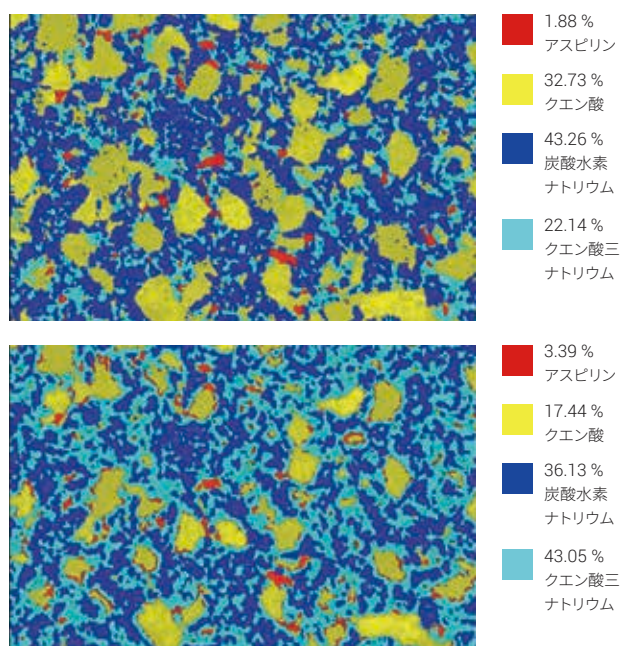 1.88 %
アスピリン
32.73 %
クエン酸
43.26 %
炭酸水素
ナトリウム
22.14 %
クエン酸三
ナトリウム
3.39 %
アスピリン
17.44 %
クエン酸
36.13 %
炭酸水素
ナトリウム
43.05 %
クエン酸三
ナトリウム